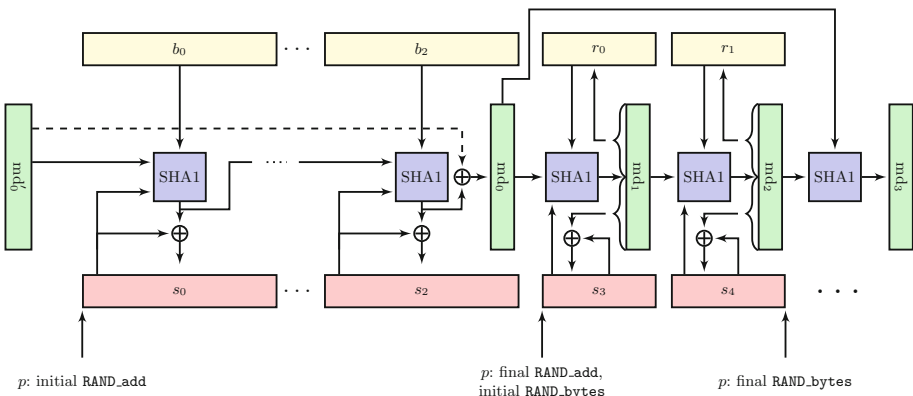 b₀ ··· b₂ r₀ r₁
md′₀ SHA1 ···· SHA1 md₀ SHA1 md₁ SHA1 md₂ SHA1 md₃
s₀ ··· s₂ s₃ s₄ ···
p: initial RAND_add
p: final RAND_add,
initial RAND_bytes
p: final RAND_bytes